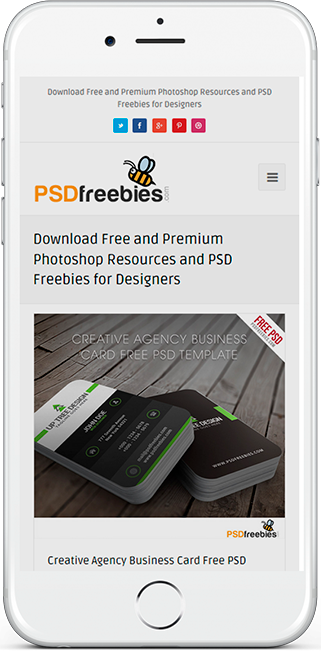 Download Free and Premium Photoshop Resources and PSD
Freebies for Designers
PSDfreebies.com
Download Free and Premium
Photoshop Resources and PSD
Freebies for Designers
CREATIVE AGENCY BUSINESS
CARD FREE PSD TEMPLATE
FREE PSD
UP TREE DESIGN
JOHN DOE
WWW.PSDFREEBIES.COM
PSDfreebies
Creative Agency Business Card Free PSD